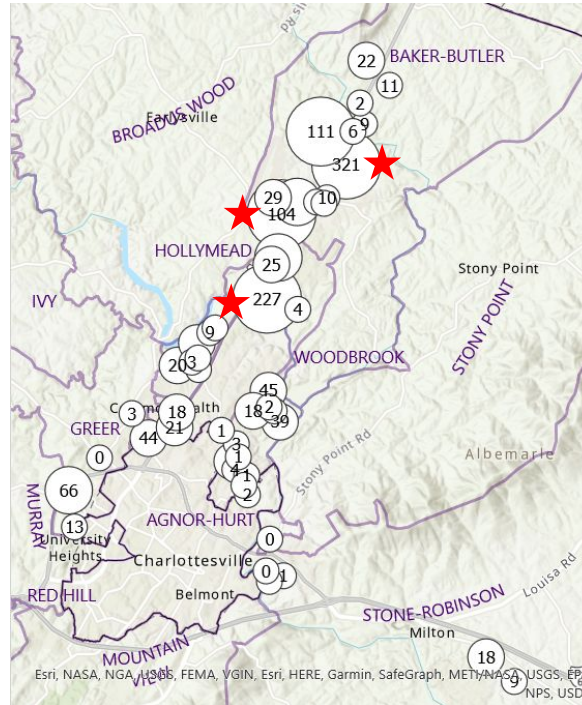 lis Rd
22
BAKER-BUTLER
11
BROADUS WOOD
2
Earlysville
111
9
6
321
29
10
104
HOLLYMEAD
25
Stony Point
IVY
227
4
9
STONY POINT
3
20
WOODBROOK
45
18
2
3
18
39
GREER
21
44
1
3
Stony Point Rd
1
4
0
1
Albemarle
66
2
MURRAY
AGNOR-HURT
13
University
Heights
0
Charlottesville
0
1
RED HILL
Belmont
STONE-ROBINSON
Louisa Rd
Milton
MOUNTAIN
VIEW
18
Esri, NASA, NGA, USGS, FEMA, VGIN, Esri, HERE, Garmin, SafeGraph, METI/NASA, USGS, EP
9
NPS, USD